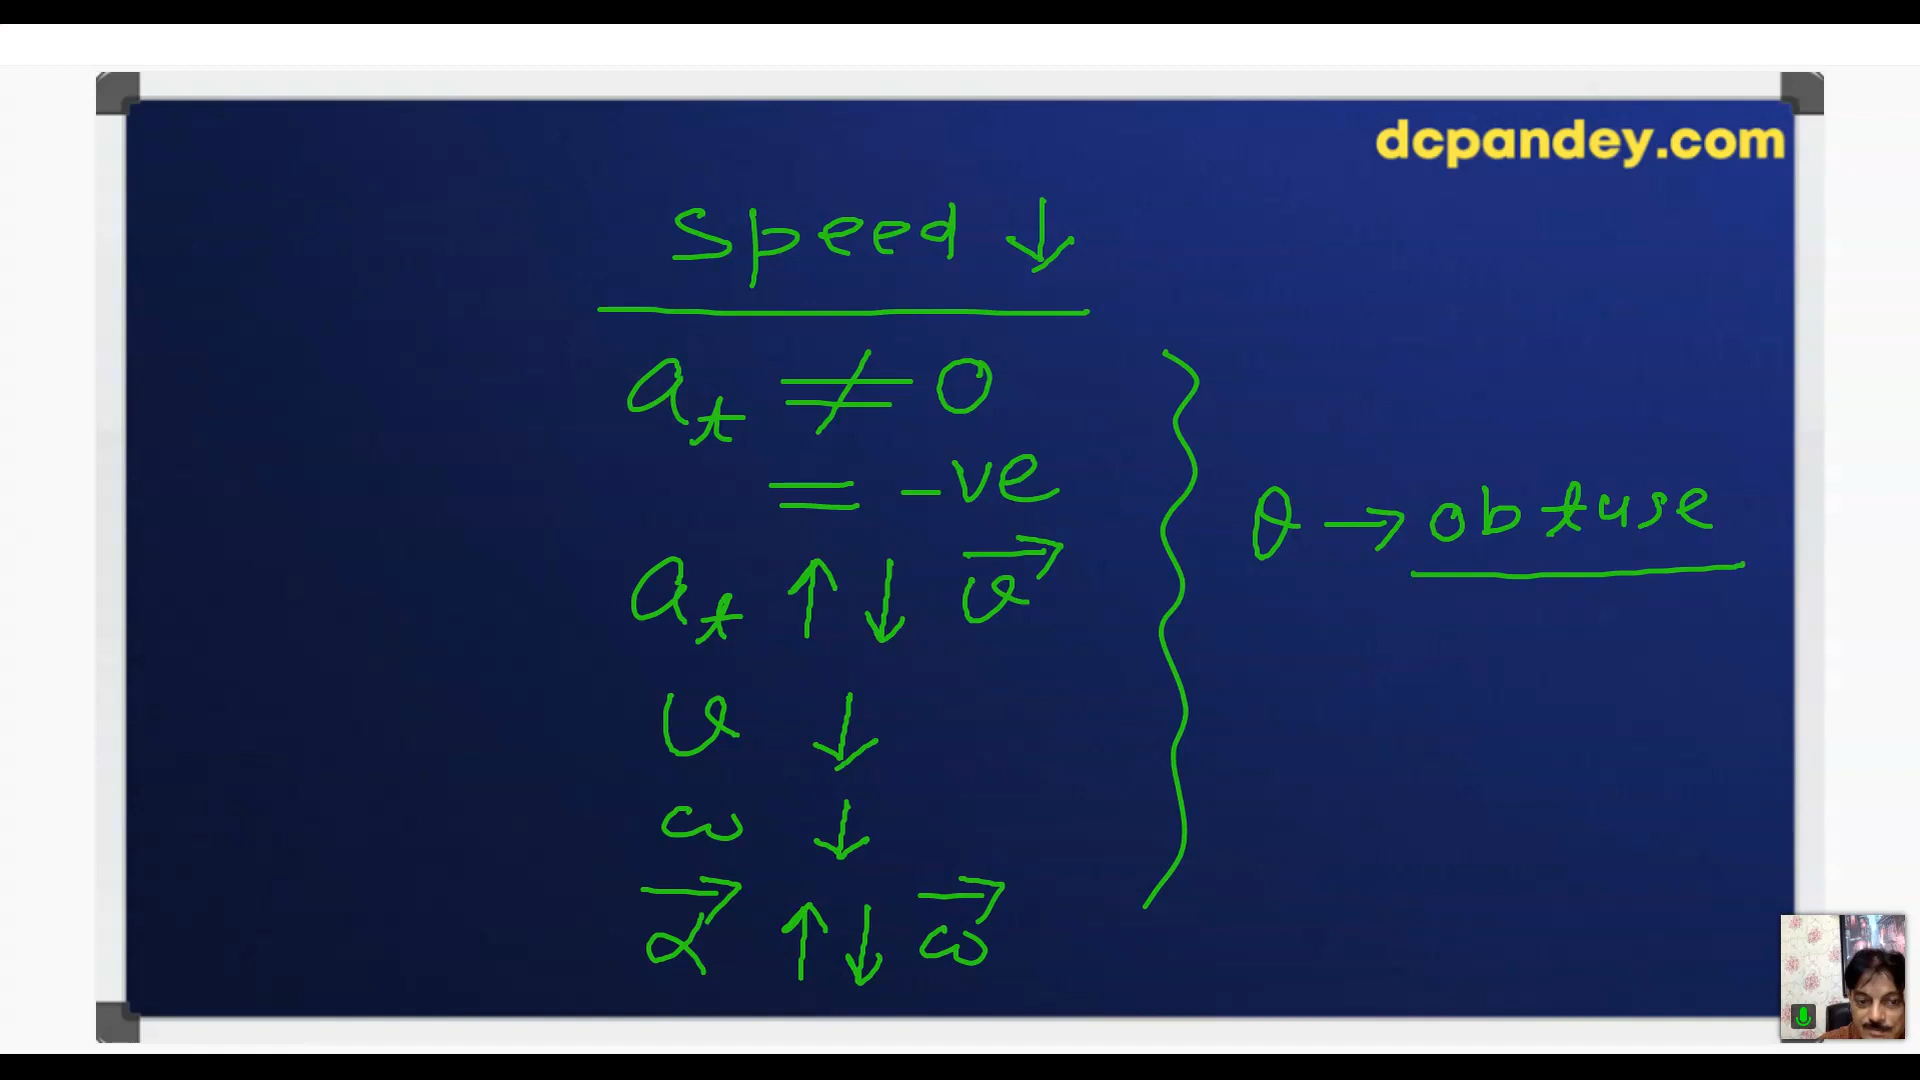 dcpandey.com
Speed ↓
aₜ ≠ 0
= -ve
aₜ ↑↓ v⃗
v ↓
ω ↓
α⃗ ↑↓ ω⃗
θ → obtuse